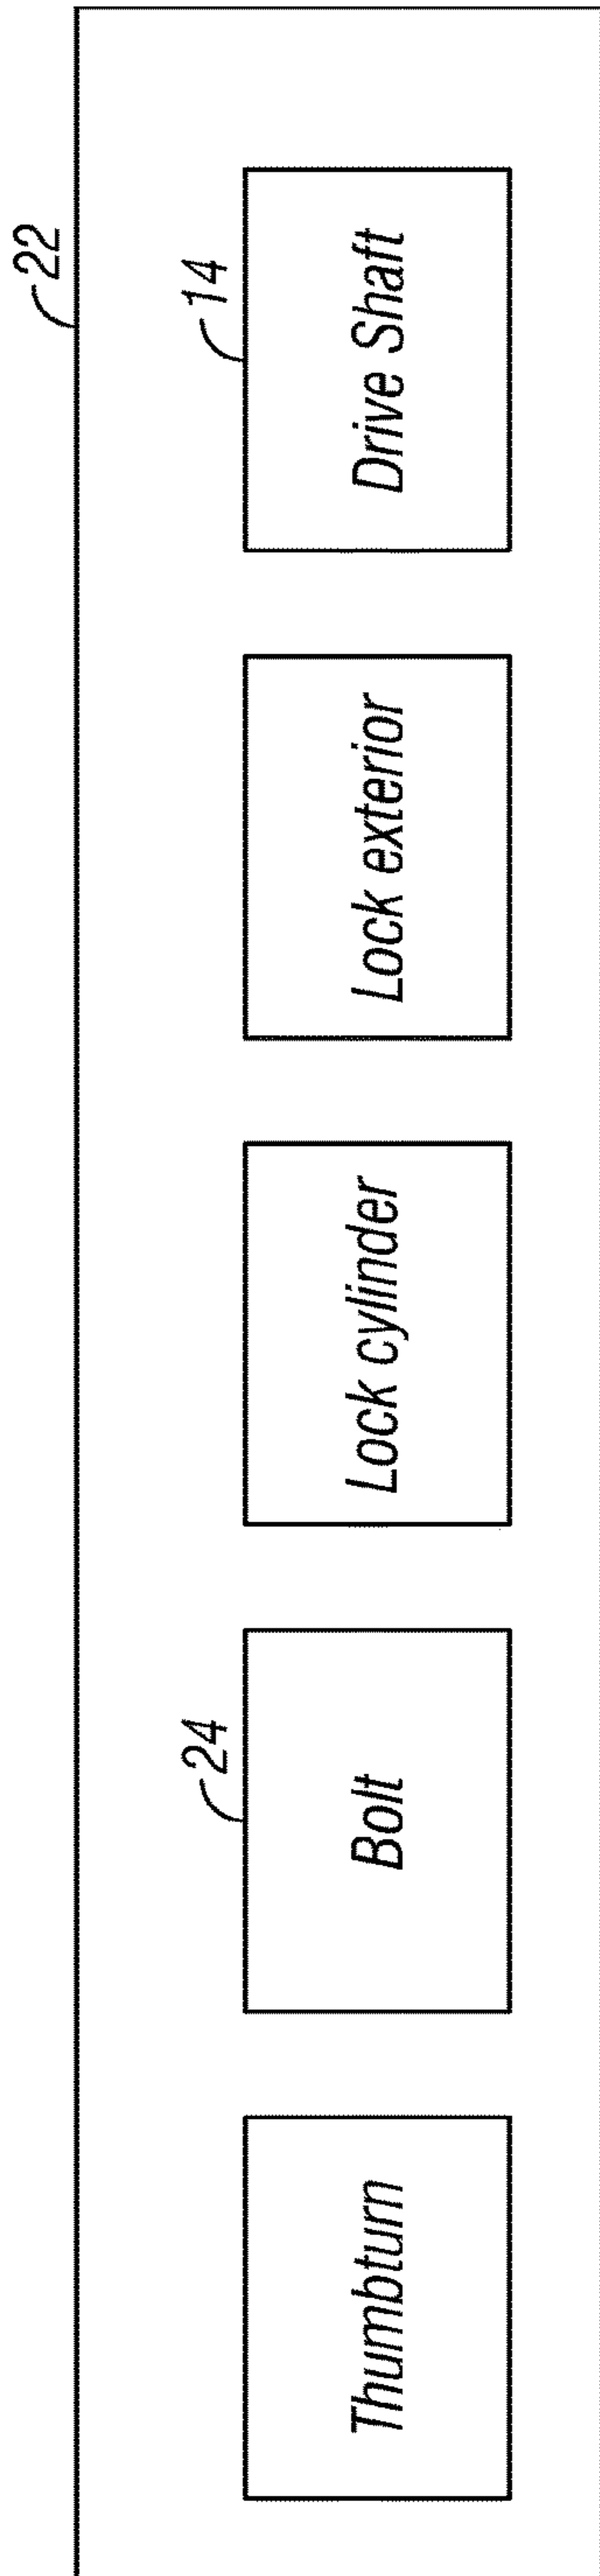 22
Thumbturn
24
Bolt
Lock cylinder
Lock exterior
14
Drive Shaft